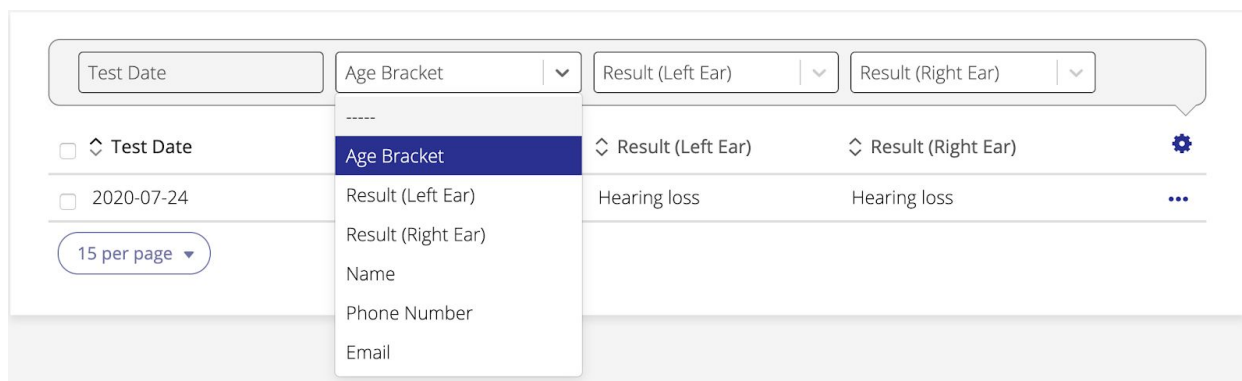 Test Date Age Bracket Result (Left Ear) Result (Right Ear)
-----
Test Date Age Bracket Result (Left Ear) Result (Right Ear)
2020-07-24 Result (Left Ear) Hearing loss Hearing loss
Result (Right Ear)
15 per page
Name
Phone Number
Email